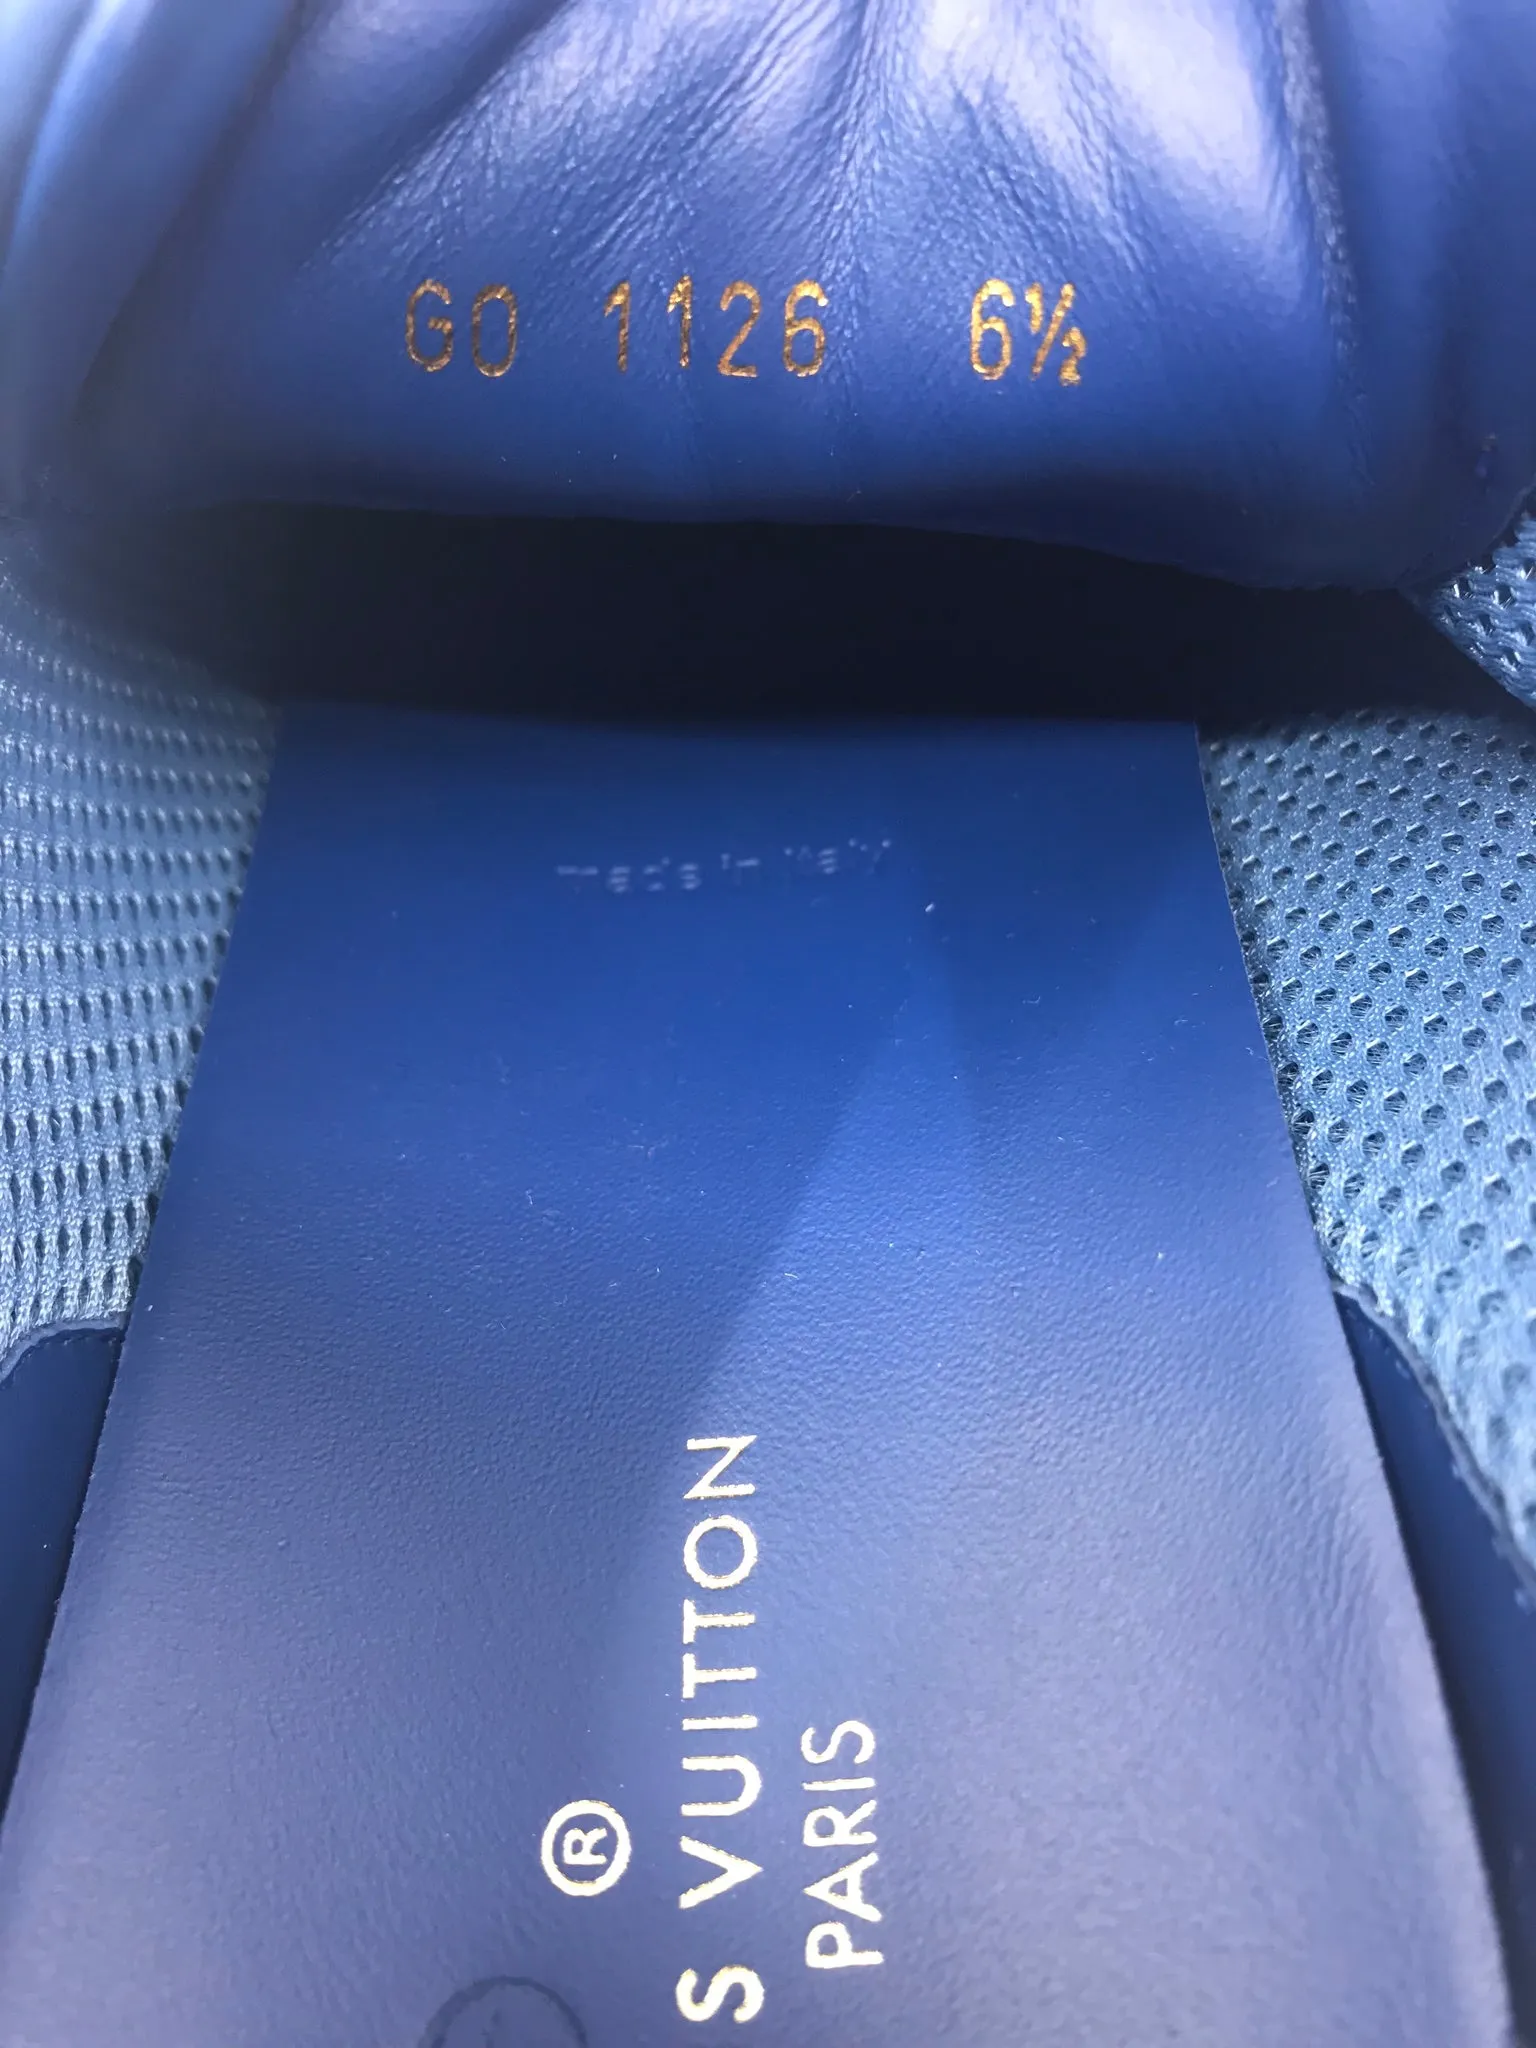 GO 1126 6½
made in Italy
®
S VUITTON
PARIS